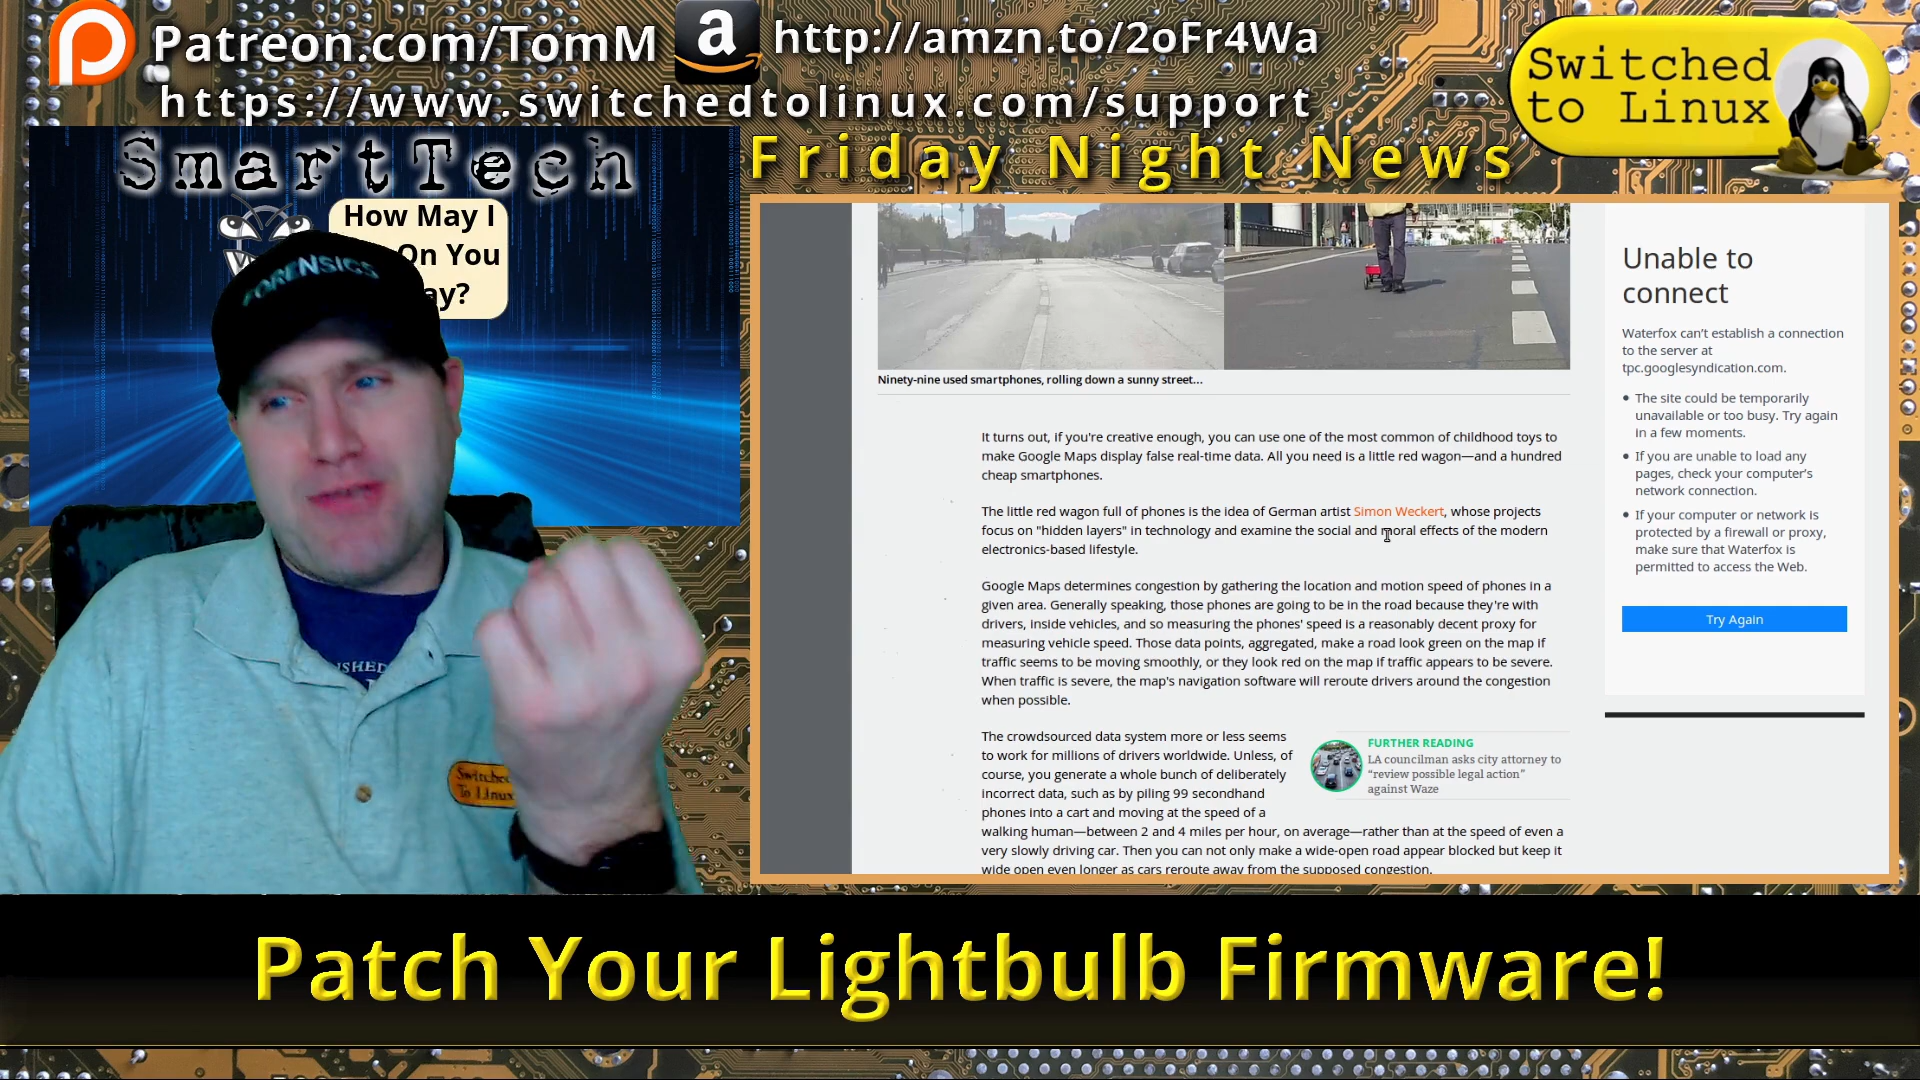 Patreon.com/TomM
a
http://amzn.to/2oFr4Wa
https://www.switchedtolinux.com/support
Switched
to Linux
SmartTech
Friday Night News
How May I
On You
ay?
FORENSICS
SHED
Switched
To Linux
Ninety-nine used smartphones, rolling down a sunny street...
It turns out, if you're creative enough, you can use one of the most common of childhood toys to
make Google Maps display false real-time data. All you need is a little red wagon—and a hundred
cheap smartphones.
The little red wagon full of phones is the idea of German artist Simon Weckert, whose projects
focus on "hidden layers" in technology and examine the social and moral effects of the modern
electronics-based lifestyle.
Google Maps determines congestion by gathering the location and motion speed of phones in a
given area. Generally speaking, those phones are going to be in the road because they're with
drivers, inside vehicles, and so measuring the phones' speed is a reasonably decent proxy for
measuring vehicle speed. Those data points, aggregated, make a road look green on the map if
traffic seems to be moving smoothly, or they look red on the map if traffic appears to be severe.
When traffic is severe, the map's navigation software will reroute drivers around the congestion
when possible.
The crowdsourced data system more or less seems
to work for millions of drivers worldwide. Unless, of
course, you generate a whole bunch of deliberately
incorrect data, such as by piling 99 secondhand
phones into a cart and moving at the speed of a
walking human—between 2 and 4 miles per hour, on average—rather than at the speed of even a
very slowly driving car. Then you can not only make a wide-open road appear blocked but keep it
wide open even longer as cars reroute away from the supposed congestion.
FURTHER READING
LA councilman asks city attorney to
"review possible legal action"
against Waze
Unable to
connect
Waterfox can't establish a connection
to the server at
tpc.googlesyndication.com.
The site could be temporarily
unavailable or too busy. Try again
in a few moments.
If you are unable to load any
pages, check your computer's
network connection.
If your computer or network is
protected by a firewall or proxy,
make sure that Waterfox is
permitted to access the Web.
Try Again
Patch Your Lightbulb Firmware!